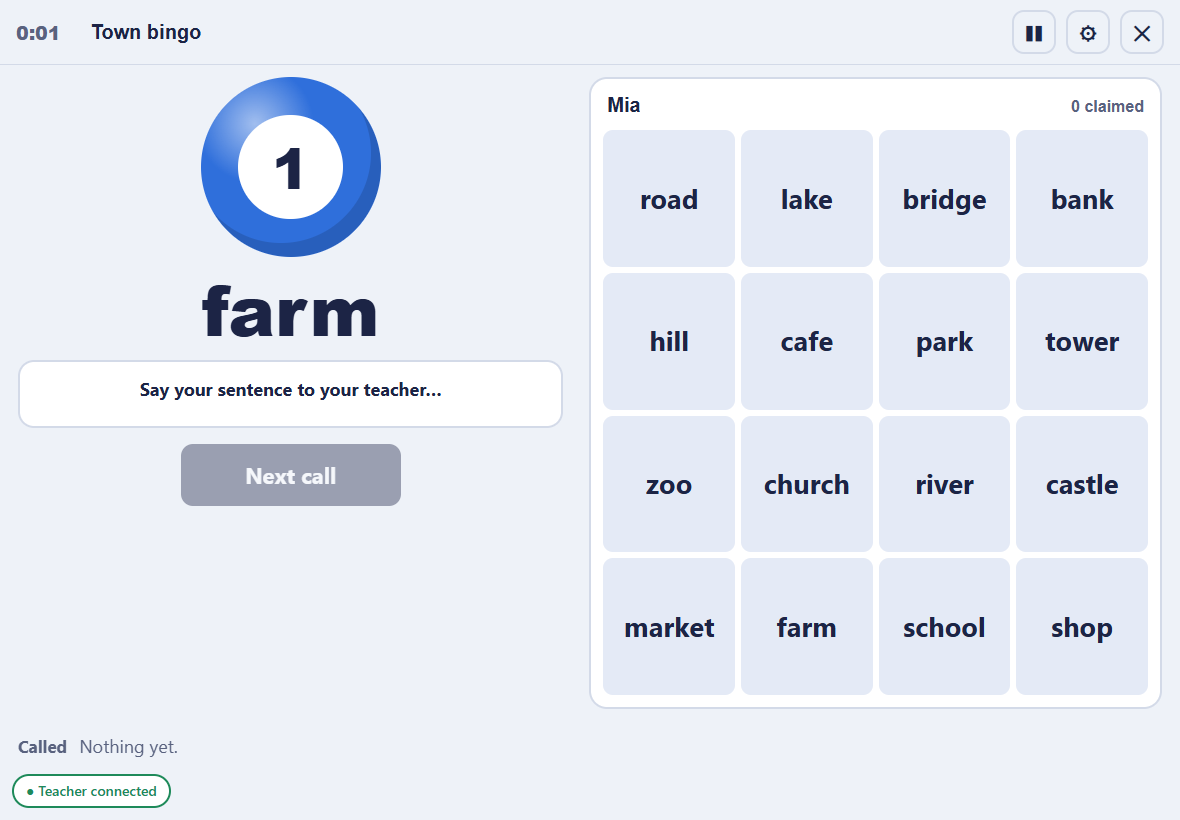 0:01 Town bingo
1
farm
Say your sentence to your teacher...
Next call
Mia 0 claimed
road lake bridge bank
hill cafe park tower
zoo church river castle
market farm school shop
Called Nothing yet.
Teacher connected